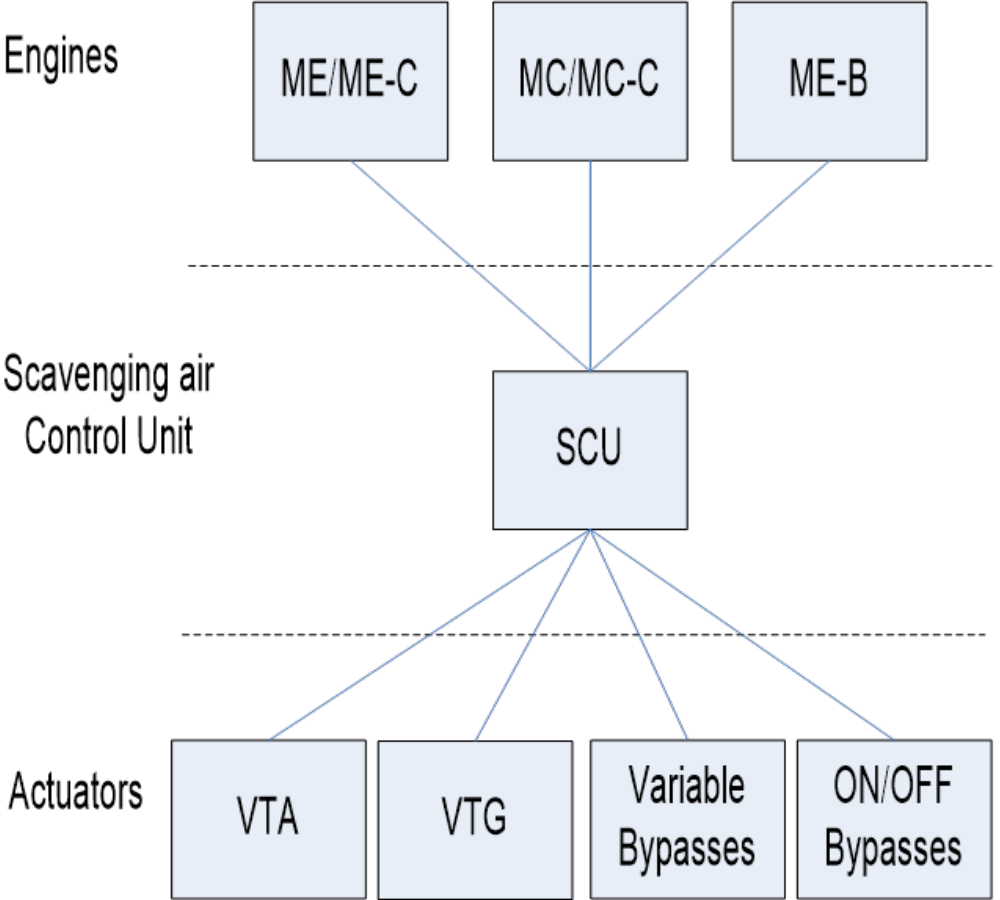 Engines
ME/ME-C
MC/MC-C
ME-B
Scavenging air
Control Unit
SCU
Actuators
VTA
VTG
Variable
Bypasses
ON/OFF
Bypasses